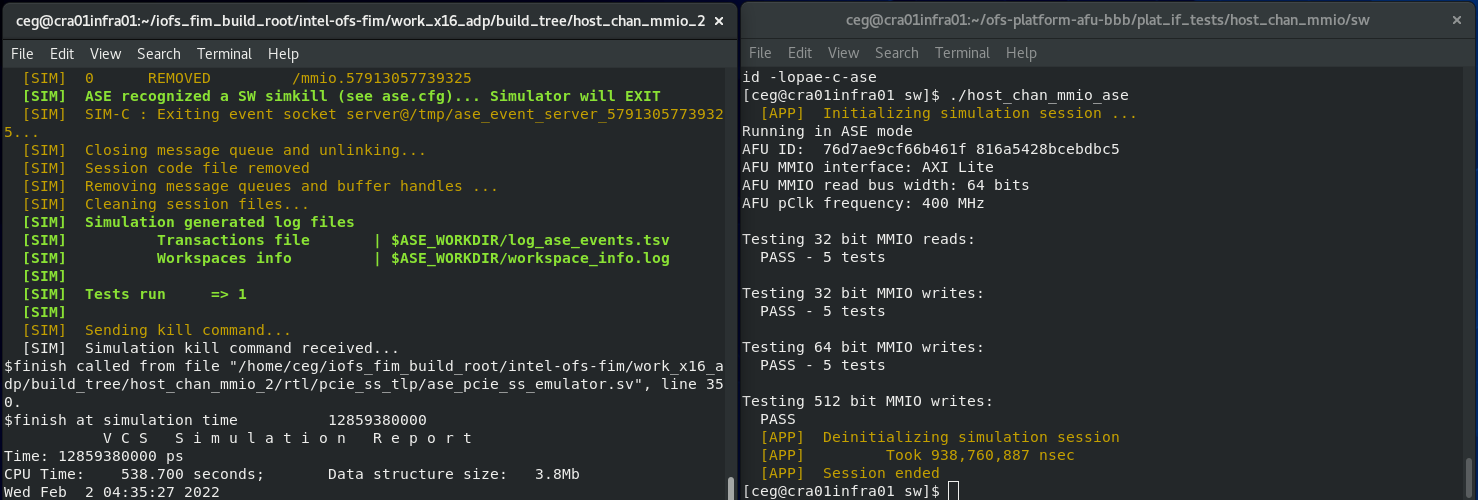 ceg@cra01infra01:~/iofs_fim_build_root/intel-ofs-fim/work_x16_adp/build_tree/host_chan_mmio_2 ×
File Edit View Search Terminal Help
[SIM] 0 REMOVED /mmio.57913057739325
[SIM] ASE recognized a SW simkill (see ase.cfg)... Simulator will EXIT
[SIM] SIM-C : Exiting event socket server@/tmp/ase_event_server_5791305773932
5...
[SIM] Closing message queue and unlinking...
[SIM] Session code file removed
[SIM] Removing message queues and buffer handles ...
[SIM] Cleaning session files...
[SIM] Simulation generated log files
[SIM] Transactions file | $ASE_WORKDIR/log_ase_events.tsv
[SIM] Workspaces info | $ASE_WORKDIR/workspace_info.log
[SIM]
[SIM] Tests run => 1
[SIM]
[SIM] Sending kill command...
[SIM] Simulation kill command received...
$finish called from file "/home/ceg/iofs_fim_build_root/intel-ofs-fim/work_x16_a
dp/build_tree/host_chan_mmio_2/rtl/pcie_ss_tlp/ase_pcie_ss_emulator.sv", line 35
0.
$finish at simulation time 12859380000
V C S S i m u l a t i o n R e p o r t
Time: 12859380000 ps
CPU Time: 538.700 seconds; Data structure size: 3.8Mb
Wed Feb 2 04:35:27 2022
ceg@cra01infra01:~/ofs-platform-afu-bbb/plat_if_tests/host_chan_mmio/sw ×
File Edit View Search Terminal Help
id -lopae-c-ase
[ceg@cra01infra01 sw]$ ./host_chan_mmio_ase
[APP] Initializing simulation session ...
Running in ASE mode
AFU ID: 76d7ae9cf66b461f 816a5428bcebdbc5
AFU MMIO interface: AXI Lite
AFU MMIO read bus width: 64 bits
AFU pClk frequency: 400 MHz
Testing 32 bit MMIO reads:
PASS - 5 tests
Testing 32 bit MMIO writes:
PASS - 5 tests
Testing 64 bit MMIO writes:
PASS - 5 tests
Testing 512 bit MMIO writes:
PASS
[APP] Deinitializing simulation session
[APP] Took 938,760,887 nsec
[APP] Session ended
[ceg@cra01infra01 sw]$